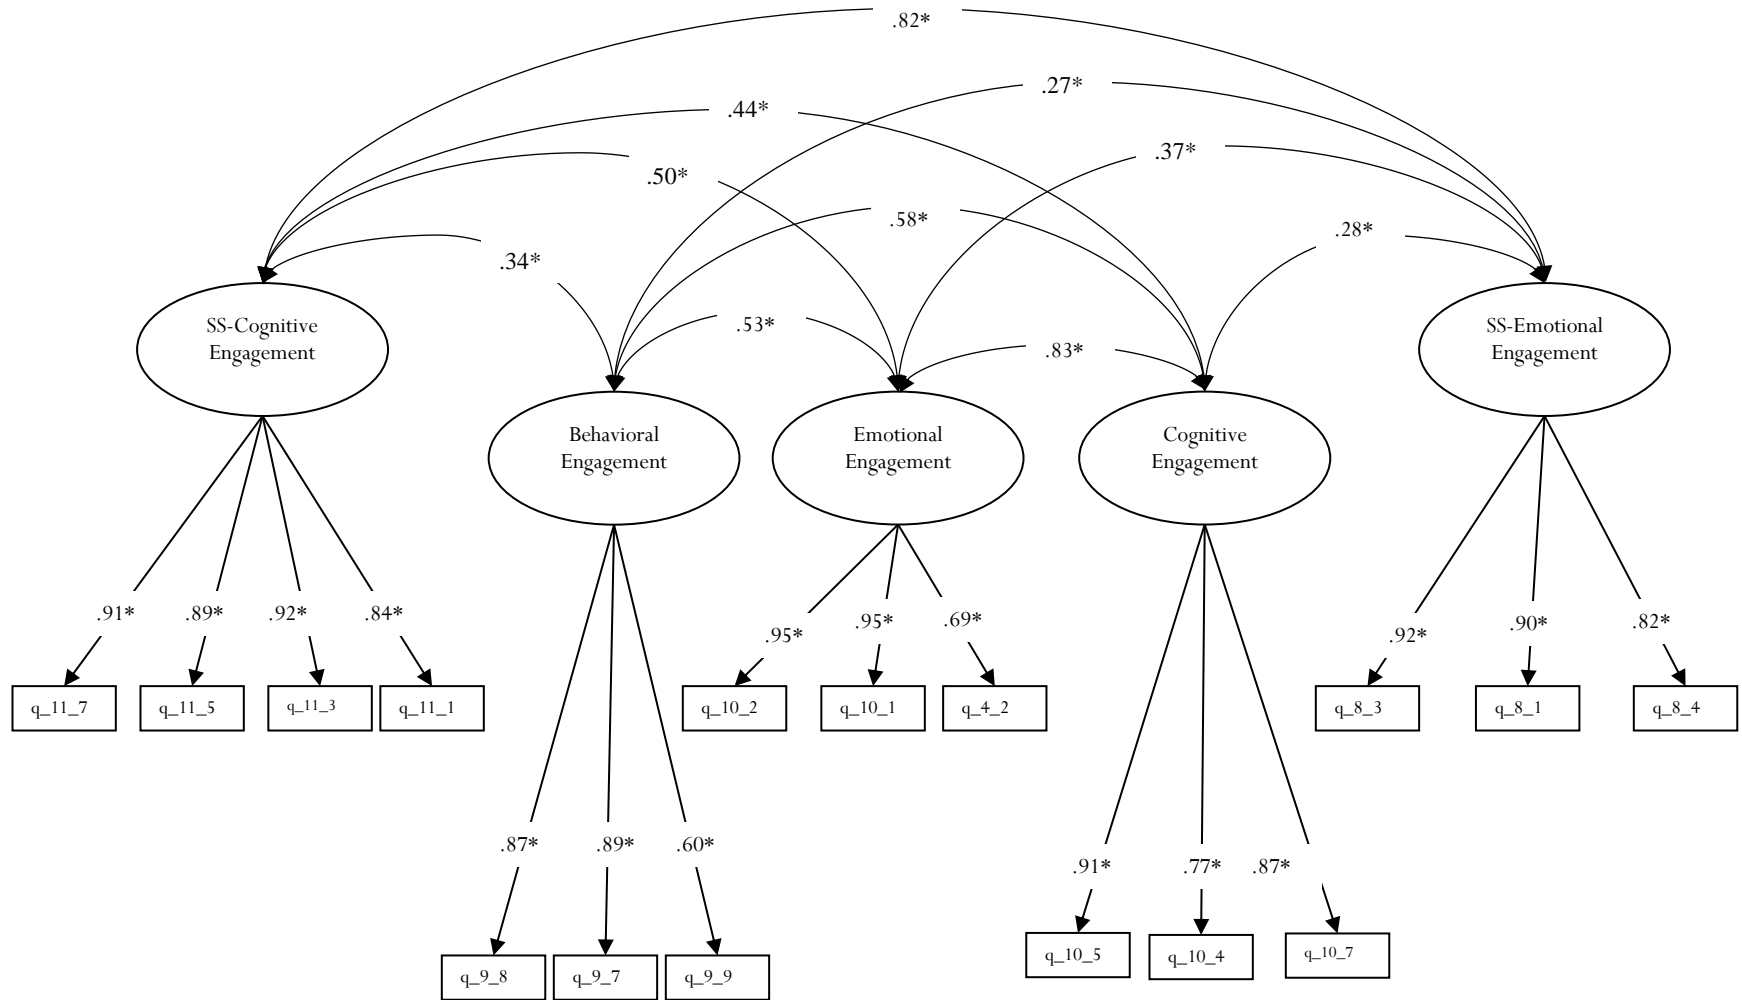 .82*
.27*
.44*
.37*
.50*
.58*
.28*
.34*
SS-Cognitive
Engagement
.53*
SS-Emotional
Engagement
.83*
Behavioral
Engagement
Emotional
Engagement
Cognitive
Engagement
.91*
.89*
.92*
.84*
.95*
.95*
.69*
.92*
.90*
.82*
q_11_7
q_11_5
q_11_3
q_11_1
q_10_2
q_10_1
q_4_2
q_8_3
q_8_1
q_8_4
.87*
.89*
.60*
.91*
.77*
.87*
q_10_5
q_10_4
q_10_7
q_9_8
q_9_7
q_9_9